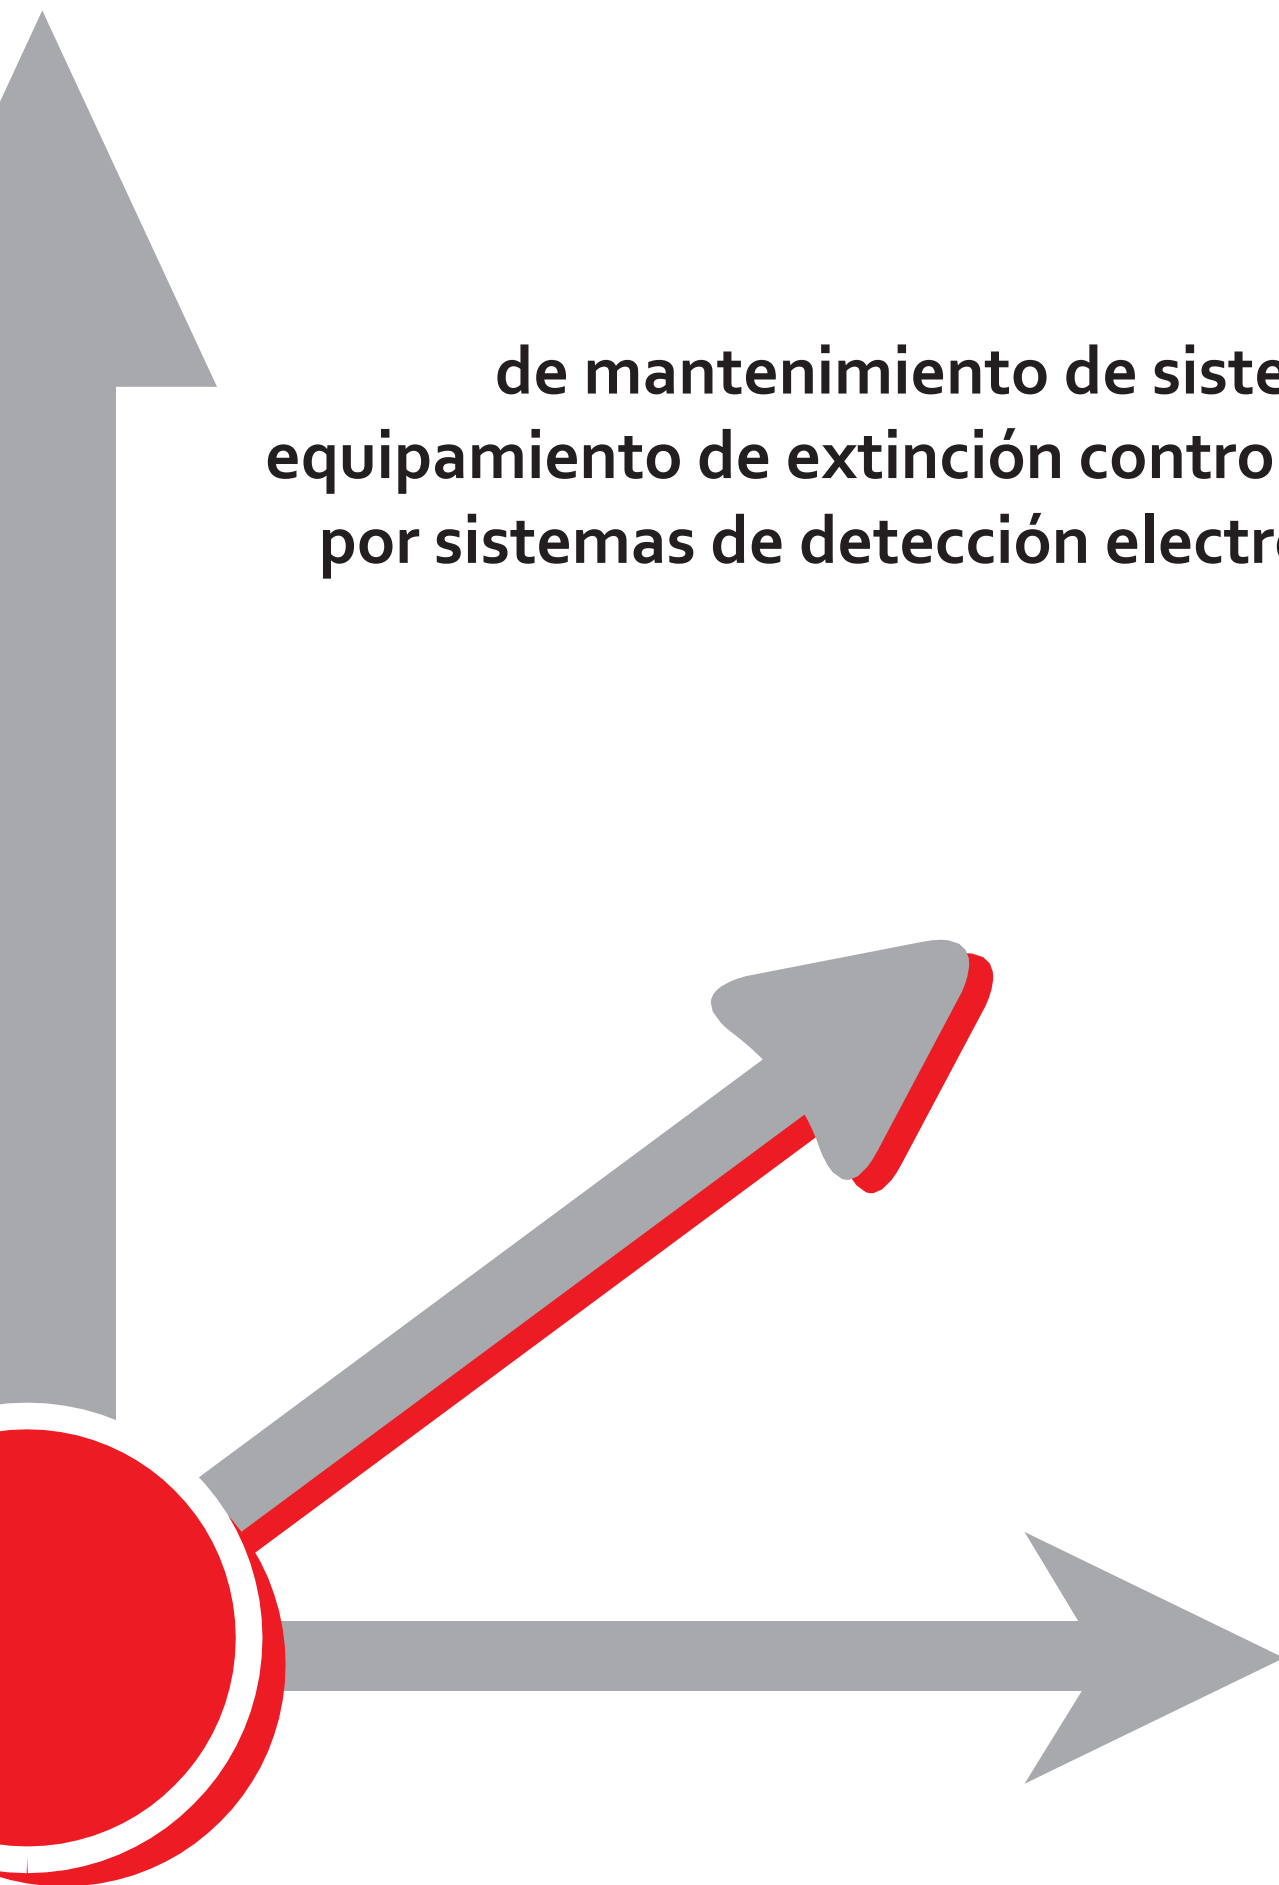 de mantenimiento de siste
equipamiento de extinción contro
por sistemas de detección electr